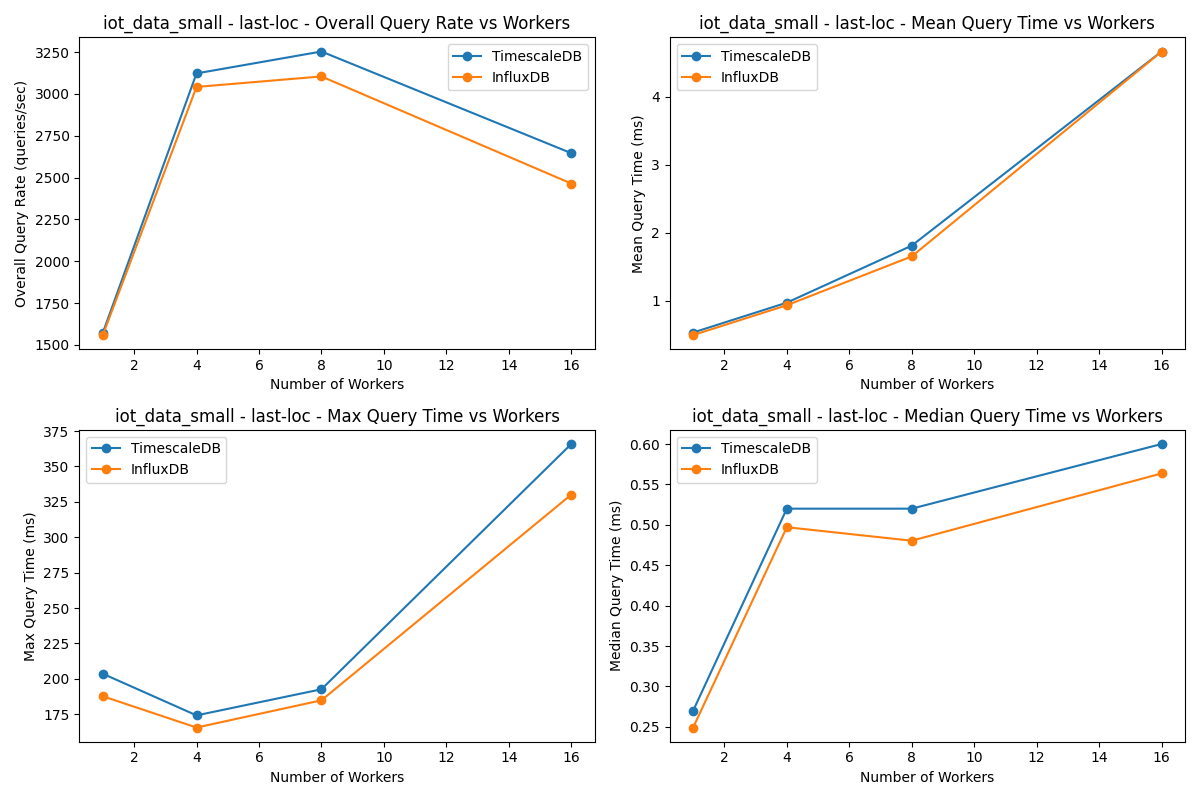 iot_data_small - last-loc - Overall Query Rate vs Workers
3250
3000
2750
2500
2250
2000
1750
1500
Overall Query Rate (queries/sec)
TimescaleDB
InfluxDB
2 4 6 8 10 12 14 16
Number of Workers
iot_data_small - last-loc - Mean Query Time vs Workers
4
3
2
1
Mean Query Time (ms)
TimescaleDB
InfluxDB
2 4 6 8 10 12 14 16
Number of Workers
iot_data_small - last-loc - Max Query Time vs Workers
375
350
325
300
275
250
225
200
175
Max Query Time (ms)
TimescaleDB
InfluxDB
2 4 6 8 10 12 14 16
Number of Workers
iot_data_small - last-loc - Median Query Time vs Workers
0.60
0.55
0.50
0.45
0.40
0.35
0.30
0.25
Median Query Time (ms)
TimescaleDB
InfluxDB
2 4 6 8 10 12 14 16
Number of Workers